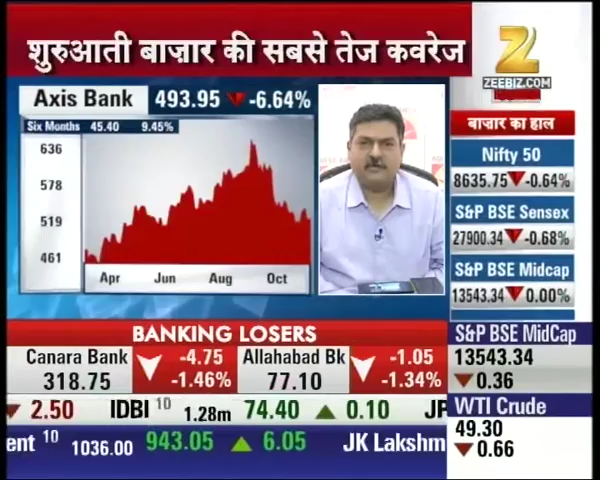 शुरुआती बाज़ार की सबसे तेज कवरेज
Z
ZEEBIZ.COM
Axis Bank 493.95 -6.64%
Six Months 45.40 9.45%
636
578
519
461
Apr Jun Aug Oct
बाज़ार का हाल
Nifty 50
8635.75 -0.64%
S&P BSE Sensex
27900.34 -0.68%
S&P BSE Midcap
13543.34 0.00%
BANKING LOSERS
Canara Bank -4.75
318.75 -1.46%
Allahabad Bk -1.05
77.10 -1.34%
S&P BSE MidCap
13543.34
0.36
2.50 IDBI 10 1.28m 74.40 0.10 JP
WTI Crude
49.30
0.66
ent 10 1036.00 943.05 6.05 JK Lakshm